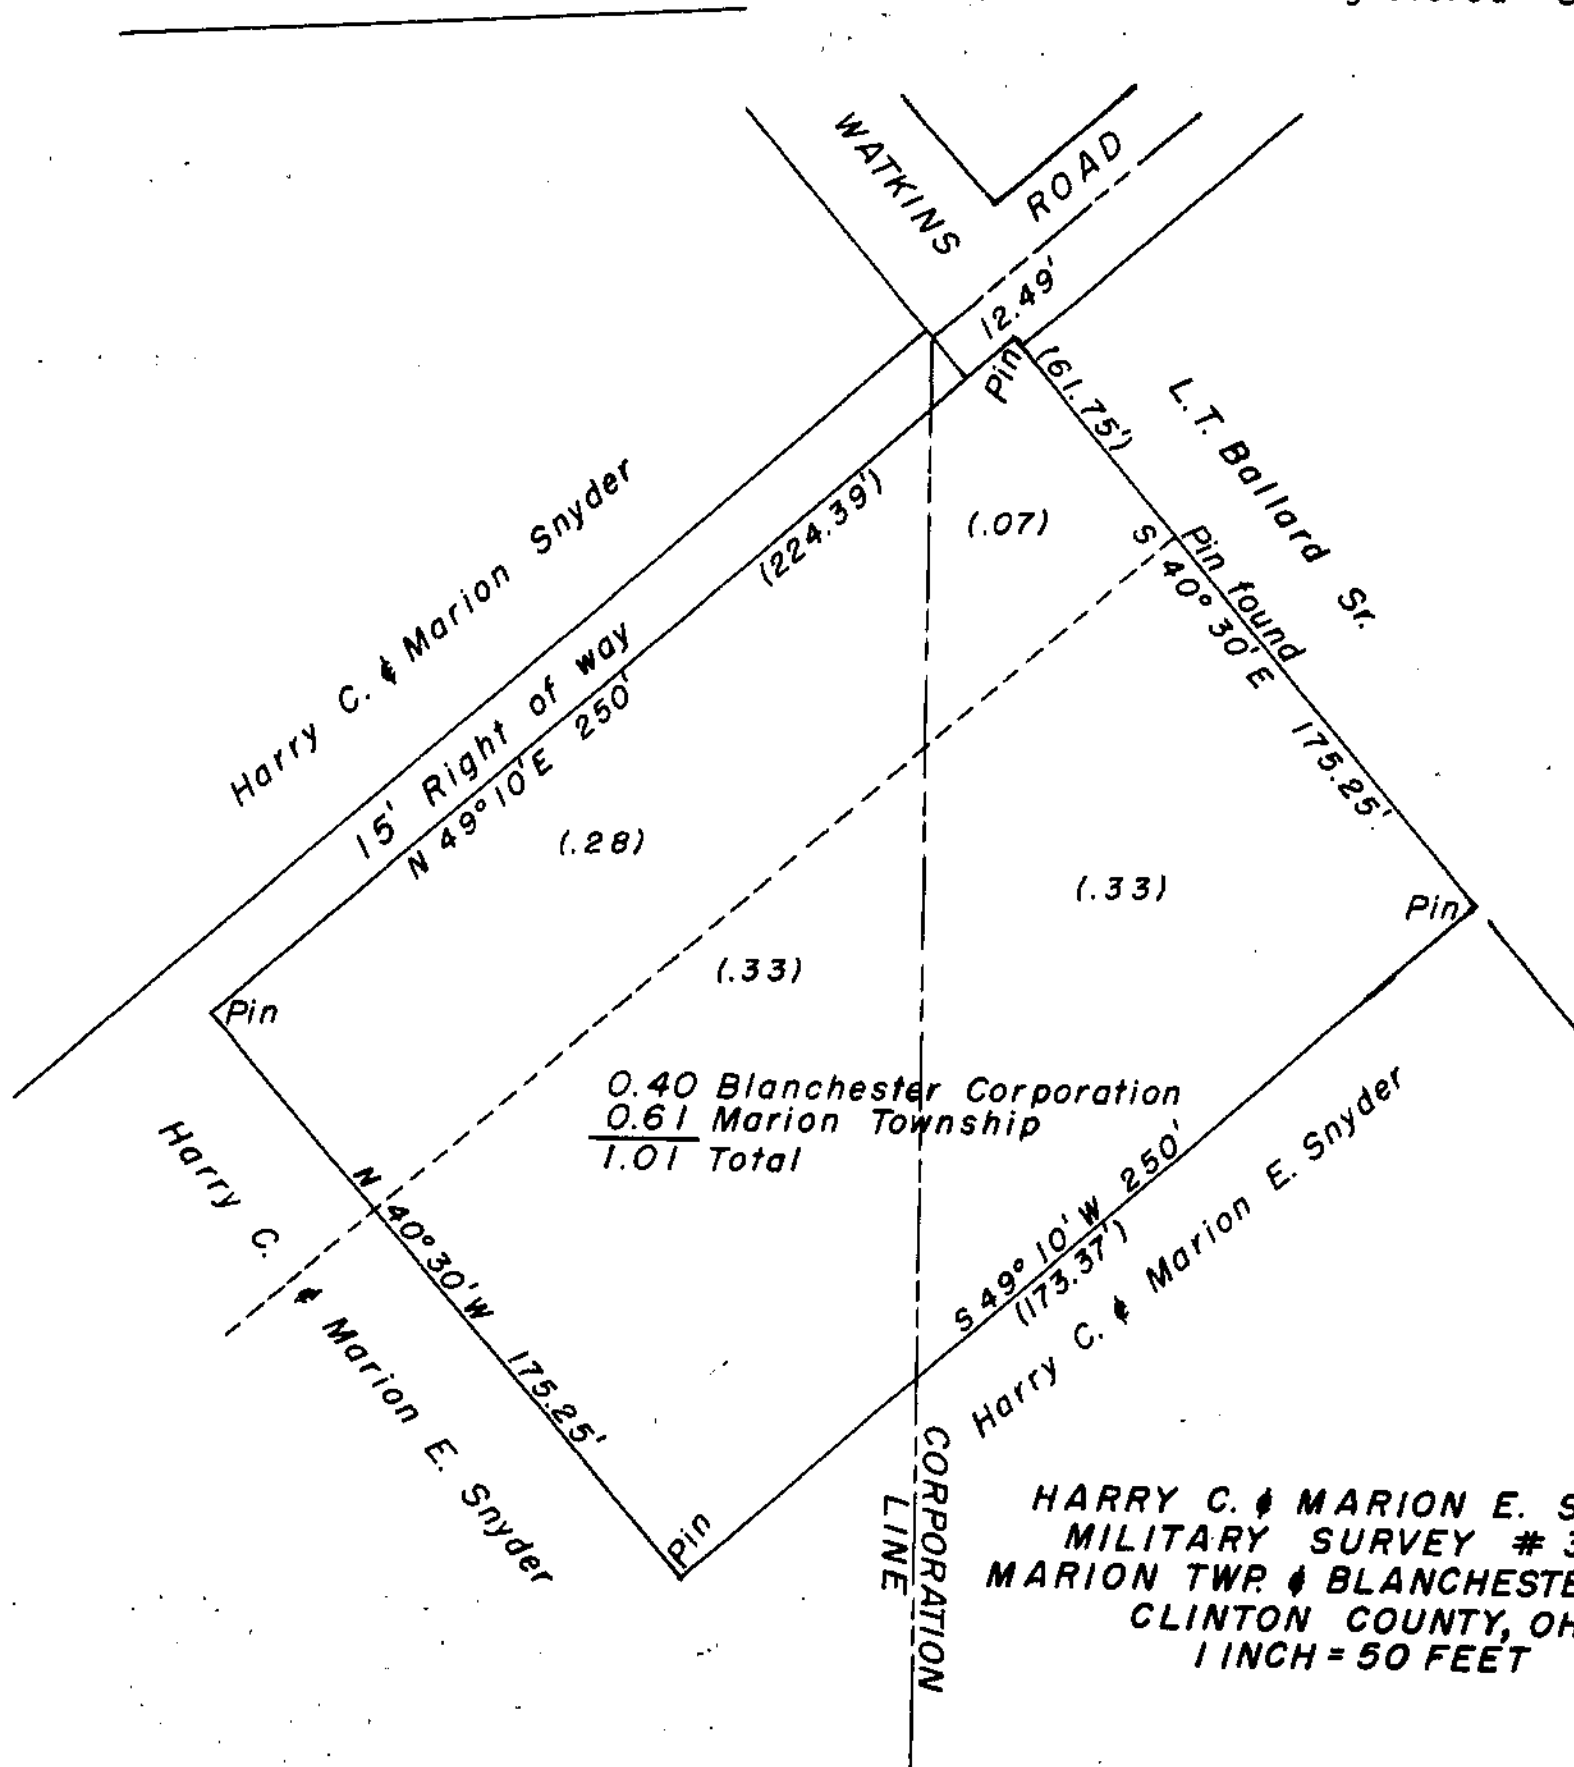 WATKINS
ROAD
12.49'
Pin
(61.75')
L.T. Ballard Sr.
(224.39')
(.07)
Pin found
S 40° 30' E 175.25'
Harry C. & Marion Snyder
15' Right of way
N 49° 10' E 250'
(.28)
(.33)
Pin
(.33)
Pin
0.40 Blanchester Corporation
0.61 Marion Township
1.01 Total
Harry C. & Marion E. Snyder
N 40° 30' W 175.25'
S 49° 10' W 250'
(173.37')
Harry C. & Marion E. Snyder
Pin
CORPORATION
LINE
HARRY C. & MARION E. S
MILITARY SURVEY # 3
MARION TWP. & BLANCHESTE
CLINTON COUNTY, OH
1 INCH = 50 FEET